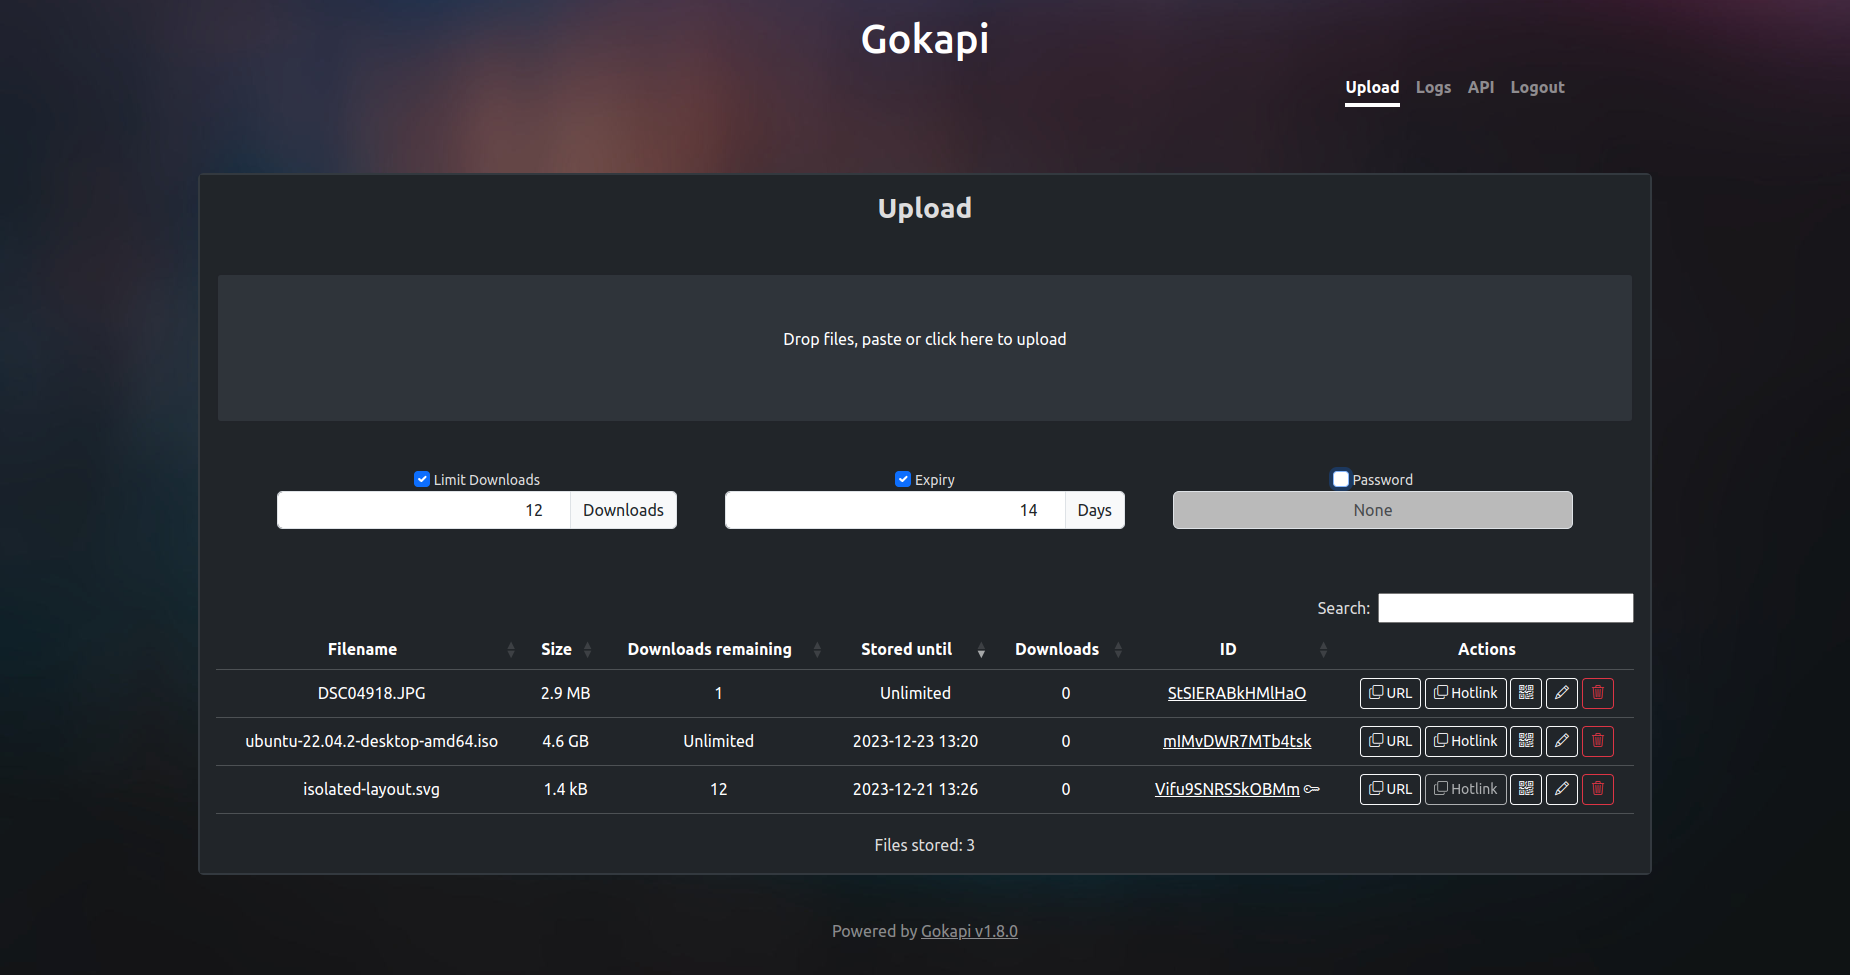 Gokapi
Upload Logs API Logout
Upload
Drop files, paste or click here to upload
Limit Downloads Expiry Password
12 Downloads 14 Days None
Search:
Filename Size Downloads remaining Stored until Downloads ID Actions
DSC04918.JPG 2.9 MB 1 Unlimited 0 StSIERABkHMlHaO URL Hotlink
ubuntu-22.04.2-desktop-amd64.iso 4.6 GB Unlimited 2023-12-23 13:20 0 mIMvDWR7MTb4tsk URL Hotlink
isolated-layout.svg 1.4 kB 12 2023-12-21 13:26 0 Vifu9SNRSSkOBMm URL Hotlink
Files stored: 3
Powered by Gokapi v1.8.0